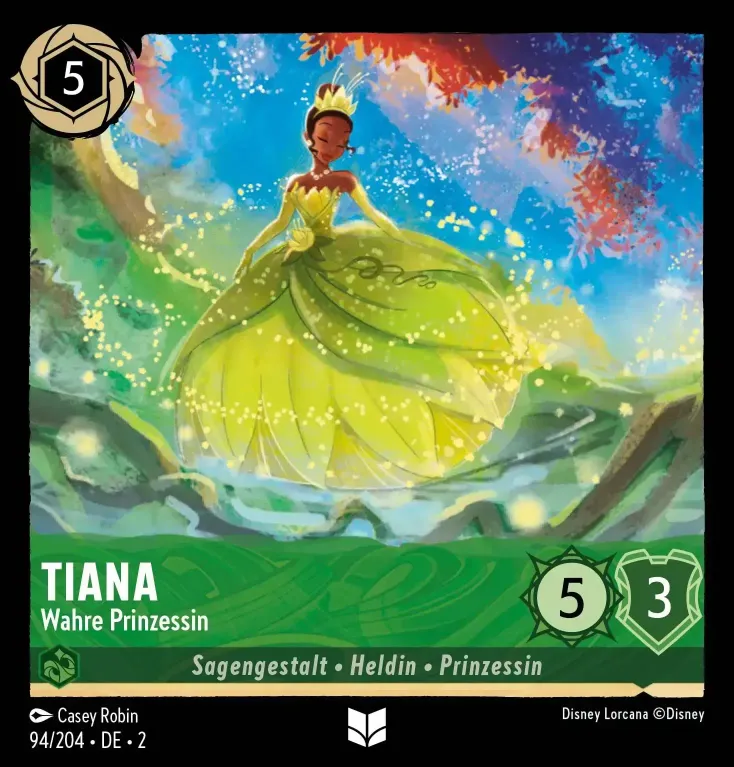 5
TIANA
Wahre Prinzessin
5
3
Sagengestalt • Heldin • Prinzessin
Casey Robin
Disney Lorcana ©Disney
94/204 • DE • 2